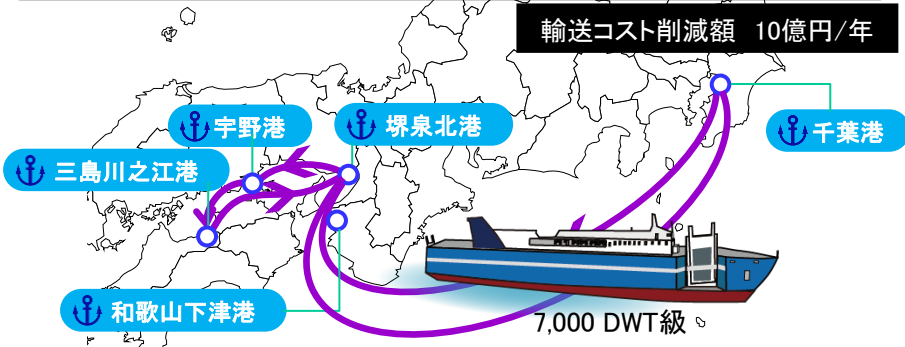 輸送コスト削減額 10億円/年
宇野港
堺泉北港
千葉港
三島川之江港
和歌山下津港
7,000 DWT級